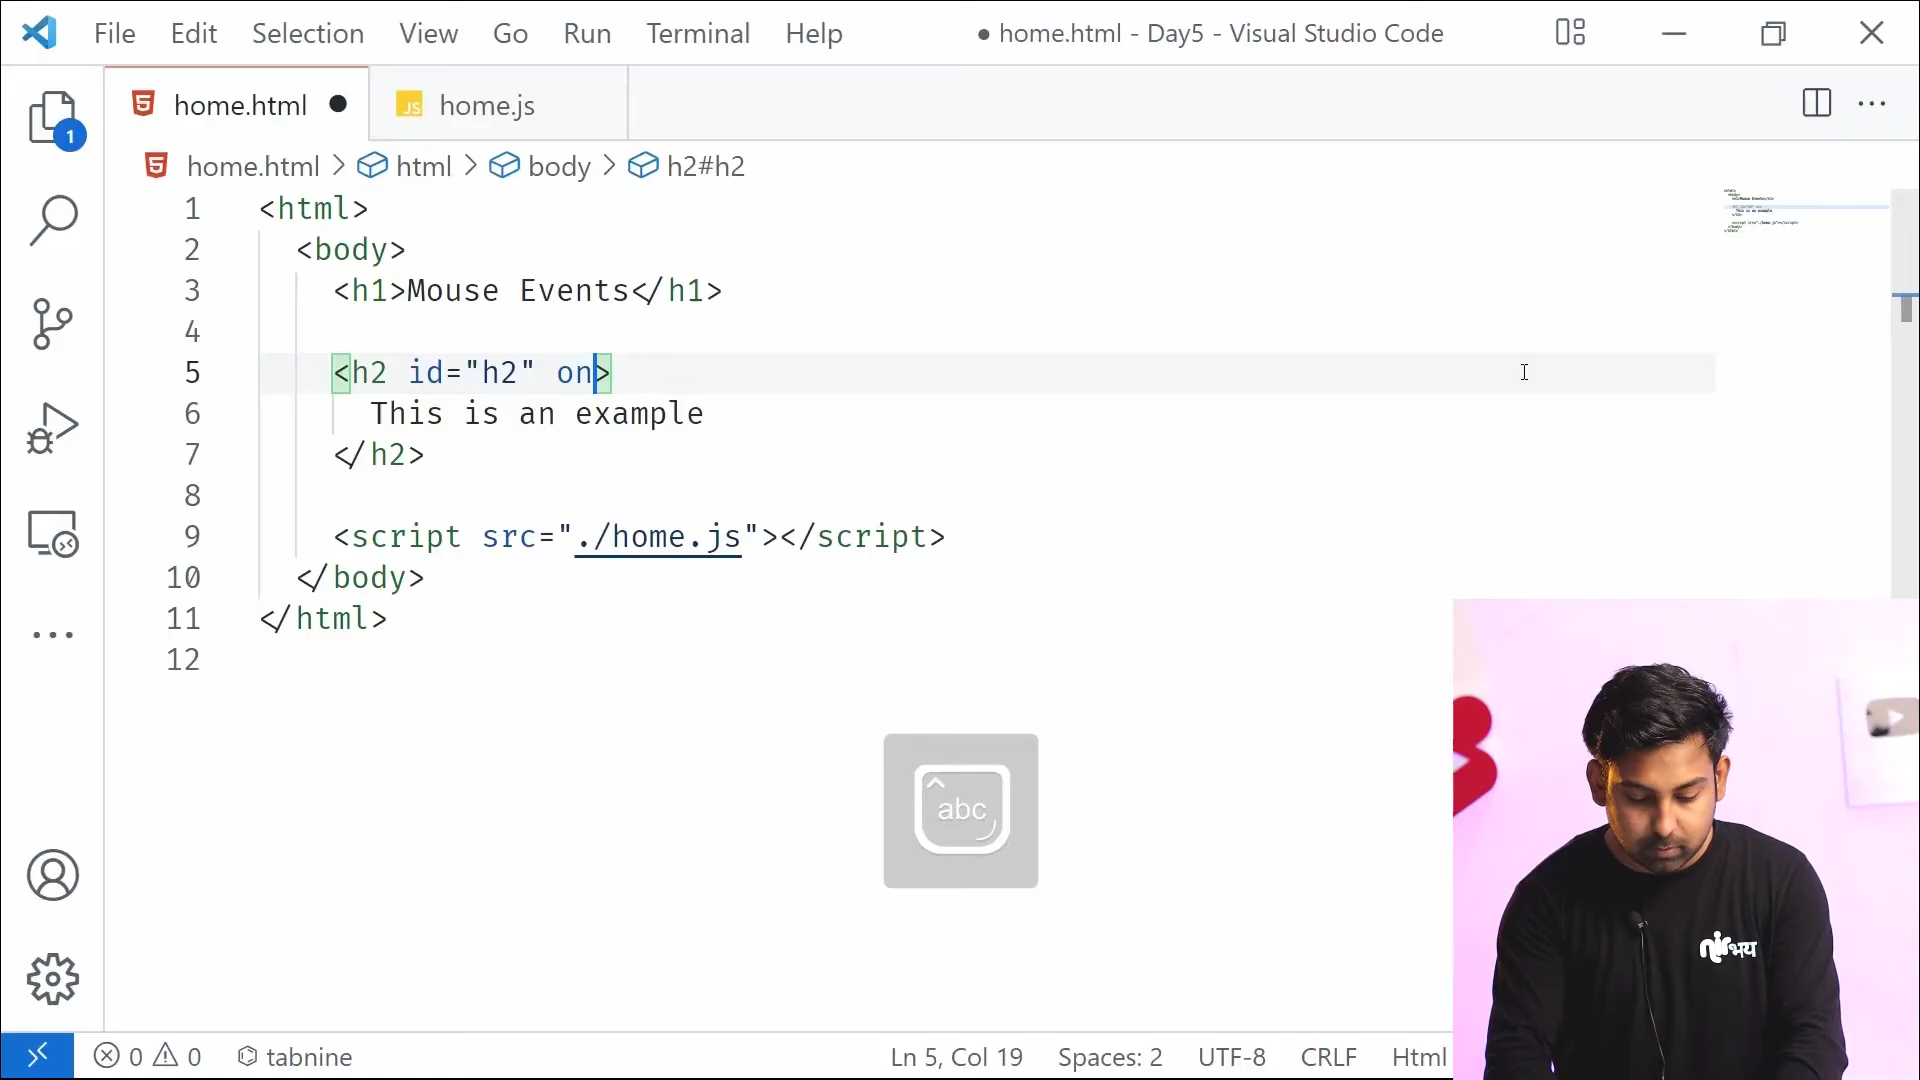 File Edit Selection View Go Run Terminal Help ● home.html - Day5 - Visual Studio Code
home.html ● JS home.js
1
home.html > html > body > h2#h2
1 <html>
2 <body>
3 <h1>Mouse Events</h1>
4
5 <h2 id="h2" on>
6 This is an example
7 </h2>
8
9 <script src="./home.js"></script>
10 </body>
11 </html>
12
abc
nirभय
0 0 tabnine Ln 5, Col 19 Spaces: 2 UTF-8 CRLF Html